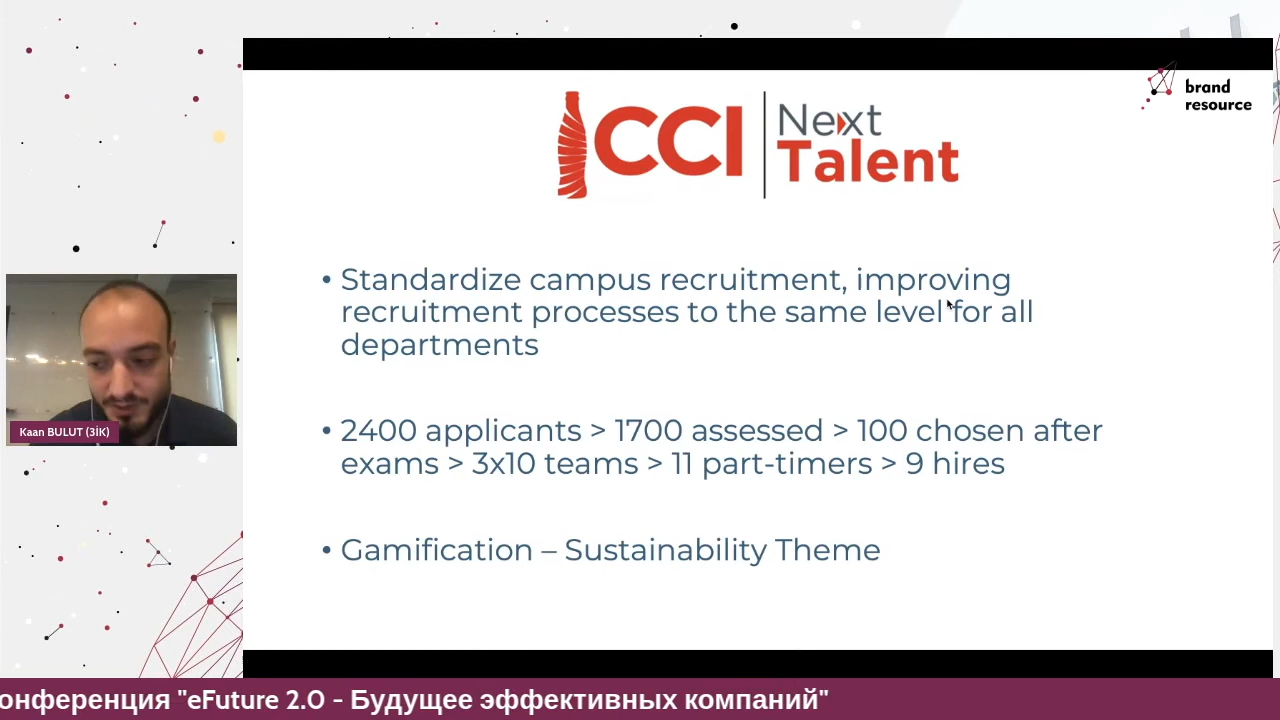 brand
resource
CCI
Next
Talent
• Standardize campus recruitment, improving
recruitment processes to the same level for all
departments
• 2400 applicants > 1700 assessed > 100 chosen after
exams > 3x10 teams > 11 part-timers > 9 hires
• Gamification – Sustainability Theme
Kaan BULUT (3İK)
онференция "eFuture 2.0 - Будущее эффективных компаний"